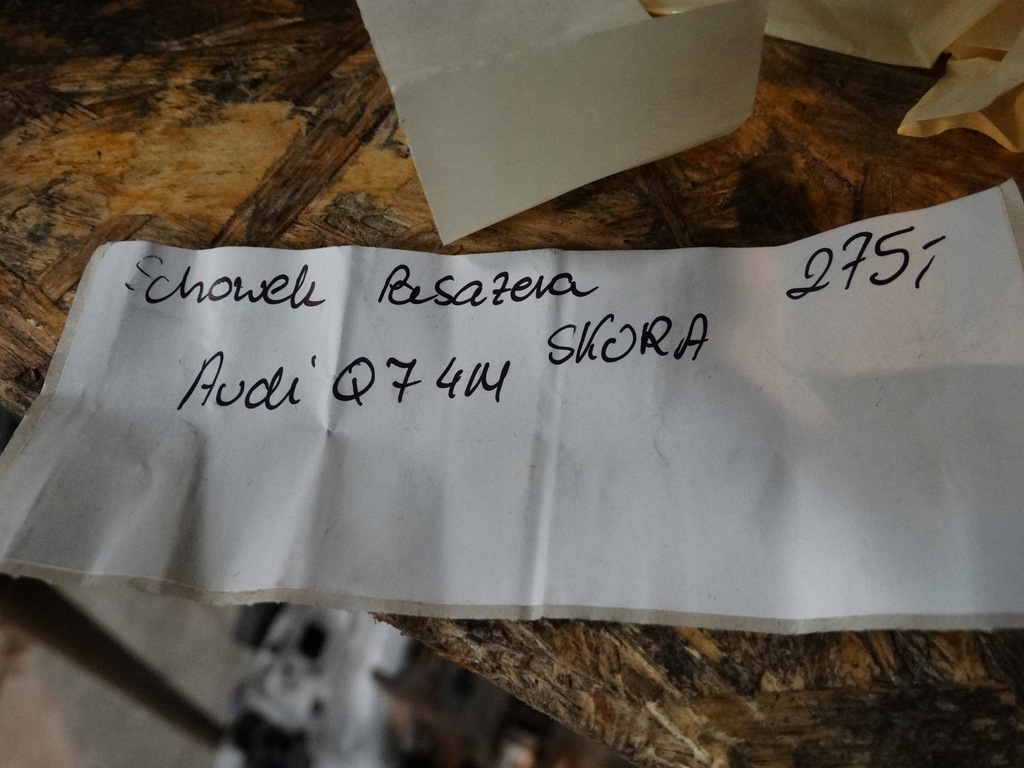 Schowek Pasażera 275,-
SKÓRA
Audi Q7 4M